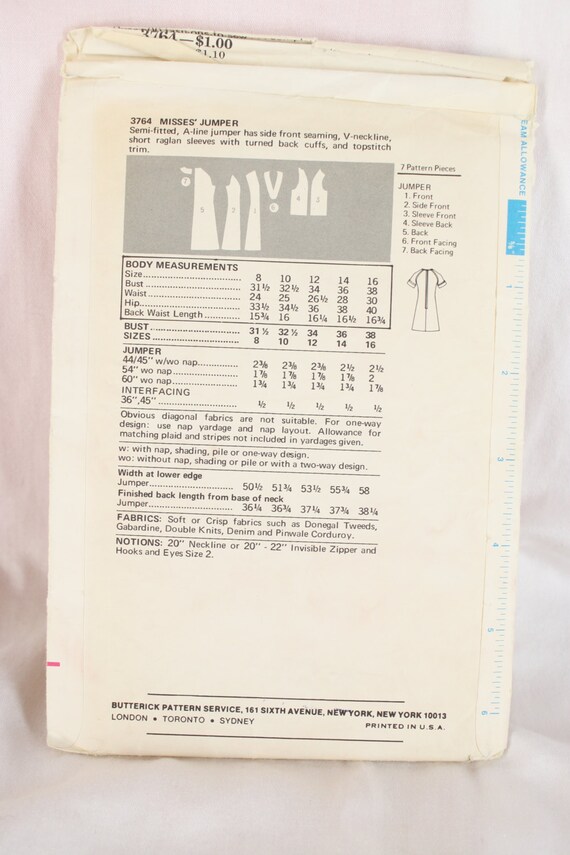 3764—$1.00
$1.10
3764 MISSES' JUMPER
Semi-fitted, A-line jumper has side front seaming, V-neckline,
short raglan sleeves with turned back cuffs, and topstitch
trim.
7 Pattern Pieces
JUMPER
1. Front
2. Side Front
3. Sleeve Front
4. Sleeve Back
5. Back
6. Front Facing
7. Back Facing
7
5 2 1 6 4 3
BODY MEASUREMENTS
Size 8 10 12 14 16
Bust 31½ 32½ 34 36 38
Waist 24 25 26½ 28 30
Hip 33½ 34½ 36 38 40
Back Waist Length 15¾ 16 16¼ 16½ 16¾
BUST 31½ 32½ 34 36 38
SIZES 8 10 12 14 16
JUMPER
44/45" w/wo nap 2⅜ 2⅜ 2⅜ 2½ 2½
54" wo nap 1⅞ 1⅞ 1⅞ 1⅞ 2
60" wo nap 1¾ 1¾ 1¾ 1¾ 1⅞
INTERFACING
36",45" ½ ½ ½ ½ ½
Obvious diagonal fabrics are not suitable. For one-way
design: use nap yardage and nap layout. Allowance for
matching plaid and stripes not included in yardages given.
w: with nap, shading, pile or one-way design.
wo: without nap, shading or pile or with a two-way design.
Width at lower edge
Jumper 50½ 51¾ 53½ 55¾ 58
Finished back length from base of neck
Jumper 36¼ 36¾ 37¼ 37¾ 38¼
FABRICS: Soft or Crisp fabrics such as Donegal Tweeds,
Gabardine, Double Knits, Denim and Pinwale Corduroy.
NOTIONS: 20" Neckline or 20" - 22" Invisible Zipper and
Hooks and Eyes Size 2.
BUTTERICK PATTERN SERVICE, 161 SIXTH AVENUE, NEW YORK, NEW YORK 10013
LONDON • TORONTO • SYDNEY
PRINTED IN U.S.A.
EAM ALLOWANCE
⅝"
1
2
3
4
5
6